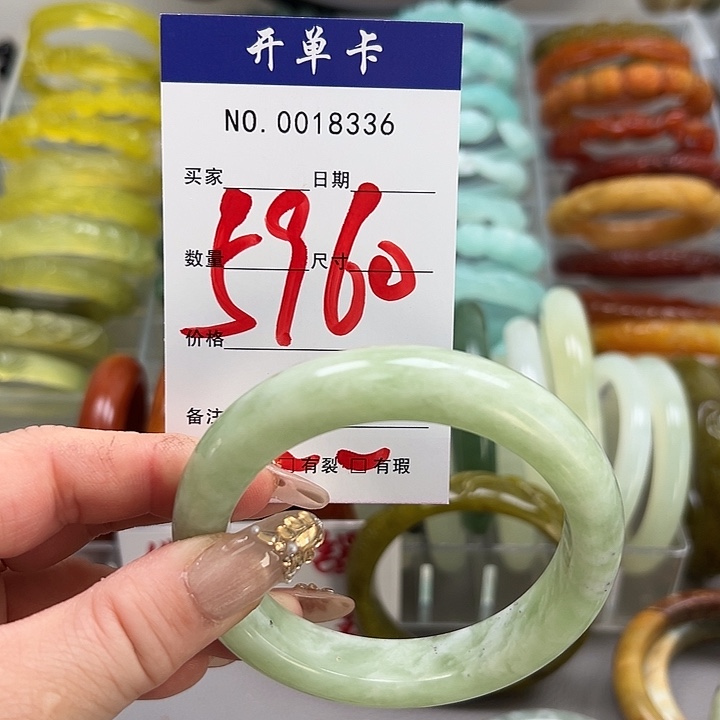 开单卡
NO.0018336
买家 日期
5960
数量 尺寸
价格
备注
有裂 □ 有瑕